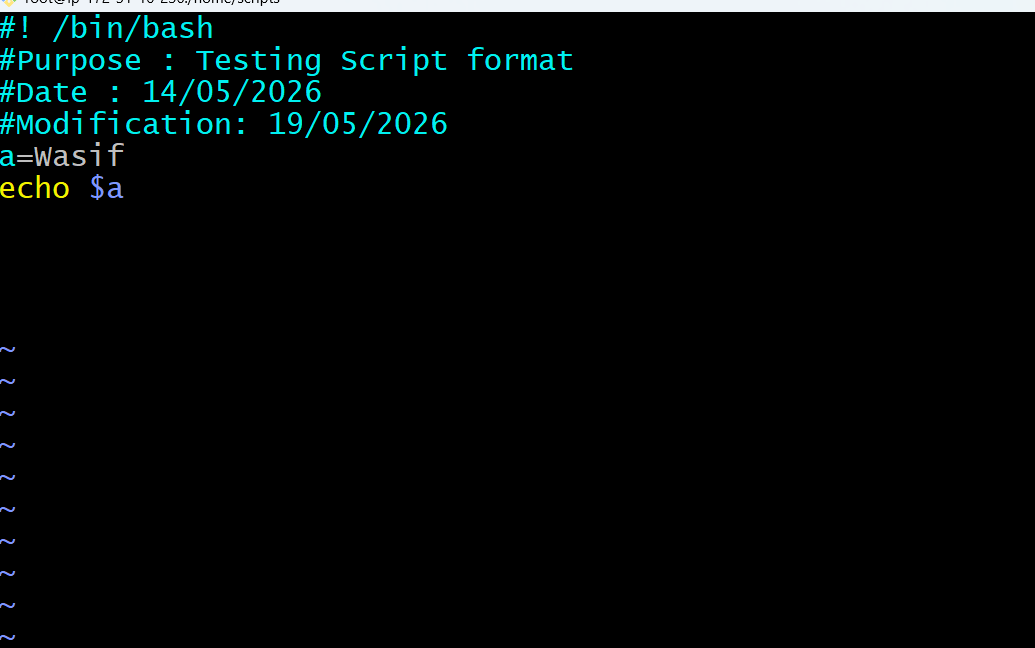 #! /bin/bash
#Purpose : Testing Script format
#Date : 14/05/2026
#Modification: 19/05/2026
a=Wasif
echo $a
~
~
~
~
~
~
~
~
~
~